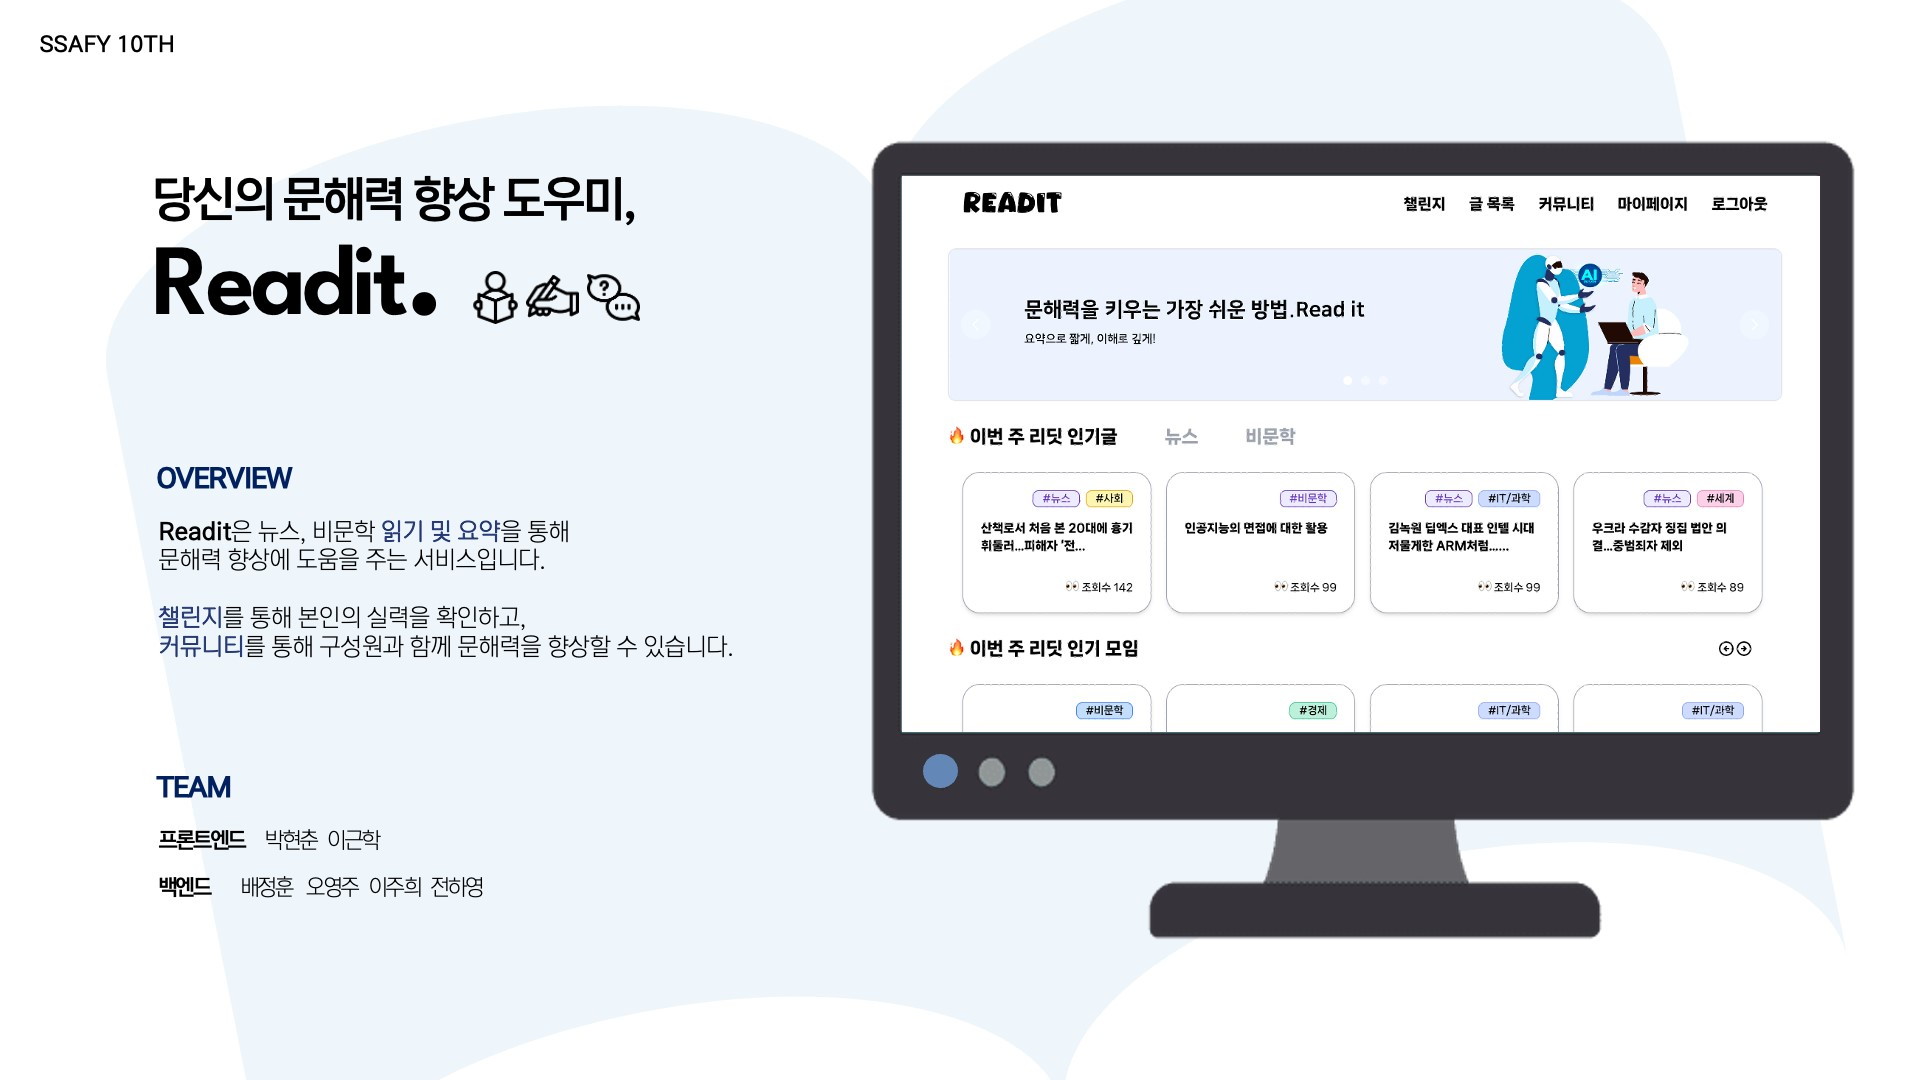 SSAFY 10TH
당신의 문해력 향상 도우미,
Readit.
OVERVIEW
Readit은 뉴스, 비문학 읽기 및 요약을 통해
문해력 향상에 도움을 주는 서비스입니다.
챌린지를 통해 본인의 실력을 확인하고,
커뮤니티를 통해 구성원과 함께 문해력을 향상할 수 있습니다.
TEAM
프론트엔드 박현춘 이근학
백엔드 배정훈 오영주 이주희 전하영
READIT
챌린지 글 목록 커뮤니티 마이페이지 로그아웃
문해력을 키우는 가장 쉬운 방법.Read it
요약으로 짧게, 이해로 깊게!
AI
이번 주 리딧 인기글 뉴스 비문학
#뉴스 #사회
산책로서 처음 본 20대에 흉기
휘둘러...피해자 '전...
조회수 142
#비문학
인공지능의 면접에 대한 활용
조회수 99
#뉴스 #IT/과학
김녹원 딥엑스 대표 인텔 시대
저물게한 ARM처럼......
조회수 99
#뉴스 #세계
우크라 수감자 징집 법안 의
결...중범죄자 제외
조회수 89
이번 주 리딧 인기 모임
#비문학
#경제
#IT/과학
#IT/과학